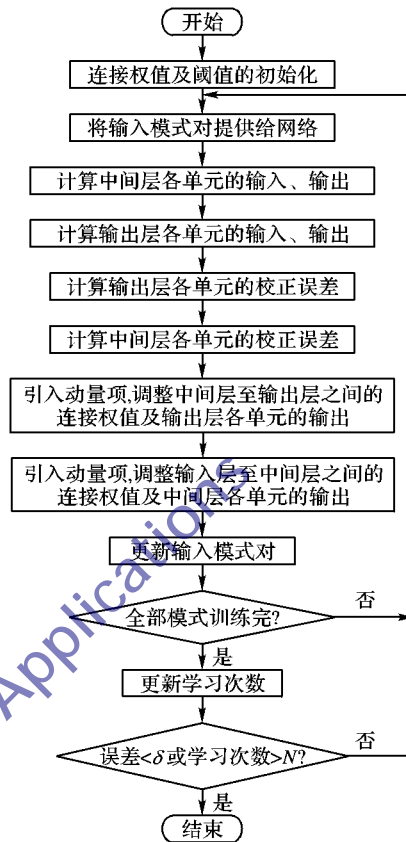 开始
连接权值及阈值的初始化
将输入模式对提供给网络
计算中间层各单元的输入、输出
计算输出层各单元的输入、输出
计算输出层各单元的校正误差
计算中间层各单元的校正误差
引入动量项,调整中间层至输出层之间的
连接权值及输出层各单元的输出
引入动量项,调整输入层至中间层之间的
连接权值及中间层各单元的输出
更新输入模式对
全部模式训练完?
否
是
更新学习次数
误差<δ或学习次数>N?
否
是
结束
Applications